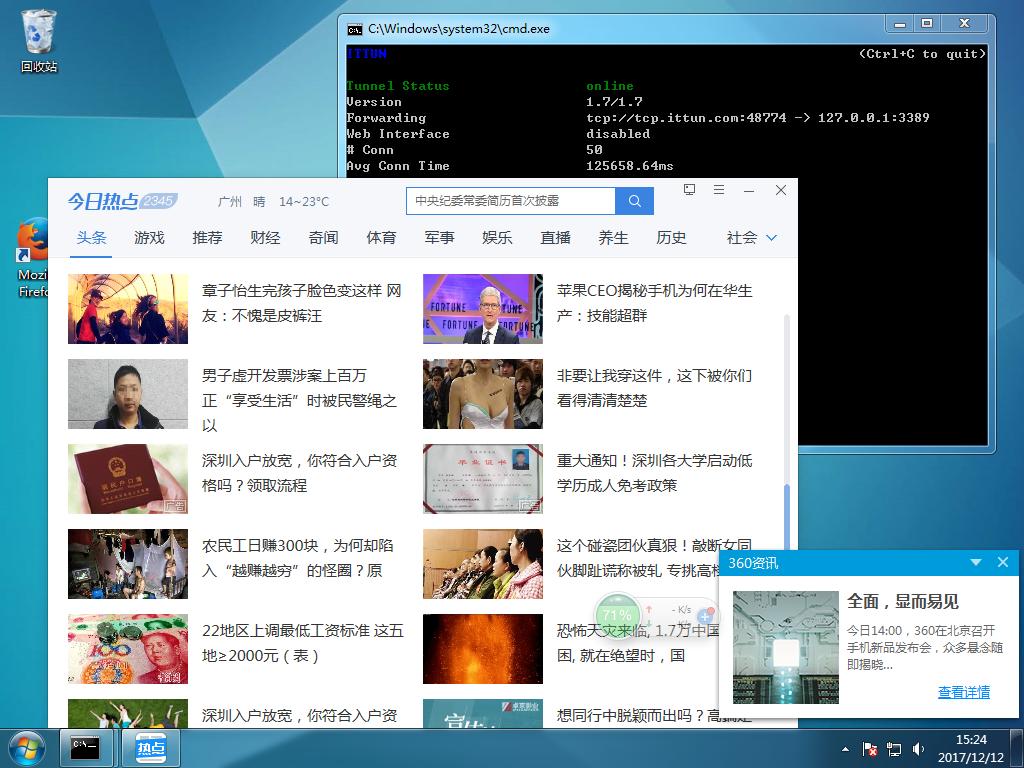 回收站
Mozi
Firefo
C:\Windows\system32\cmd.exe
ITTUN (Ctrl+C to quit)
Tunnel Status online
Version 1.7/1.7
Forwarding tcp://tcp.ittun.com:48774 -> 127.0.0.1:3389
Web Interface disabled
# Conn 50
Avg Conn Time 125658.64ms
今日热点 2345 广州 晴 14~23°C 中央纪委常委简历首次披露
头条 游戏 推荐 财经 奇闻 体育 军事 娱乐 直播 养生 历史 社会
章子怡生完孩子脸色变这样 网
友：不愧是皮裤汪
苹果CEO揭秘手机为何在华生
产：技能超群
FORTUNE
FORTUNE
男子虚开发票涉案上百万
正“享受生活”时被民警绳之
以
非要让我穿这件，这下被你们
看得清清楚楚
居民户口簿
广告
深圳入户放宽，你符合入户资
格吗？领取流程
毕业证书
广告
重大通知！深圳各大学启动低
学历成人免考政策
农民工日赚300块，为何却陷
入“越赚越穷”的怪圈？原
这个碰瓷团伙真狠！敲断女同
伙脚趾谎称被轧 专挑高档
100
22地区上调最低工资标准 这五
地≥2000元（表）
恐怖天灾来临, 1.7万中国
困, 就在绝望时，国
71%
- K/s
深圳入户放宽，你符合入户资
想同行中脱颖而出吗？高
360资讯
全面，显而易见
今日14:00，360在北京召开
手机新品发布会，众多悬念随
即揭晓...
查看详情
C:\_
热点
15:24
2017/12/12